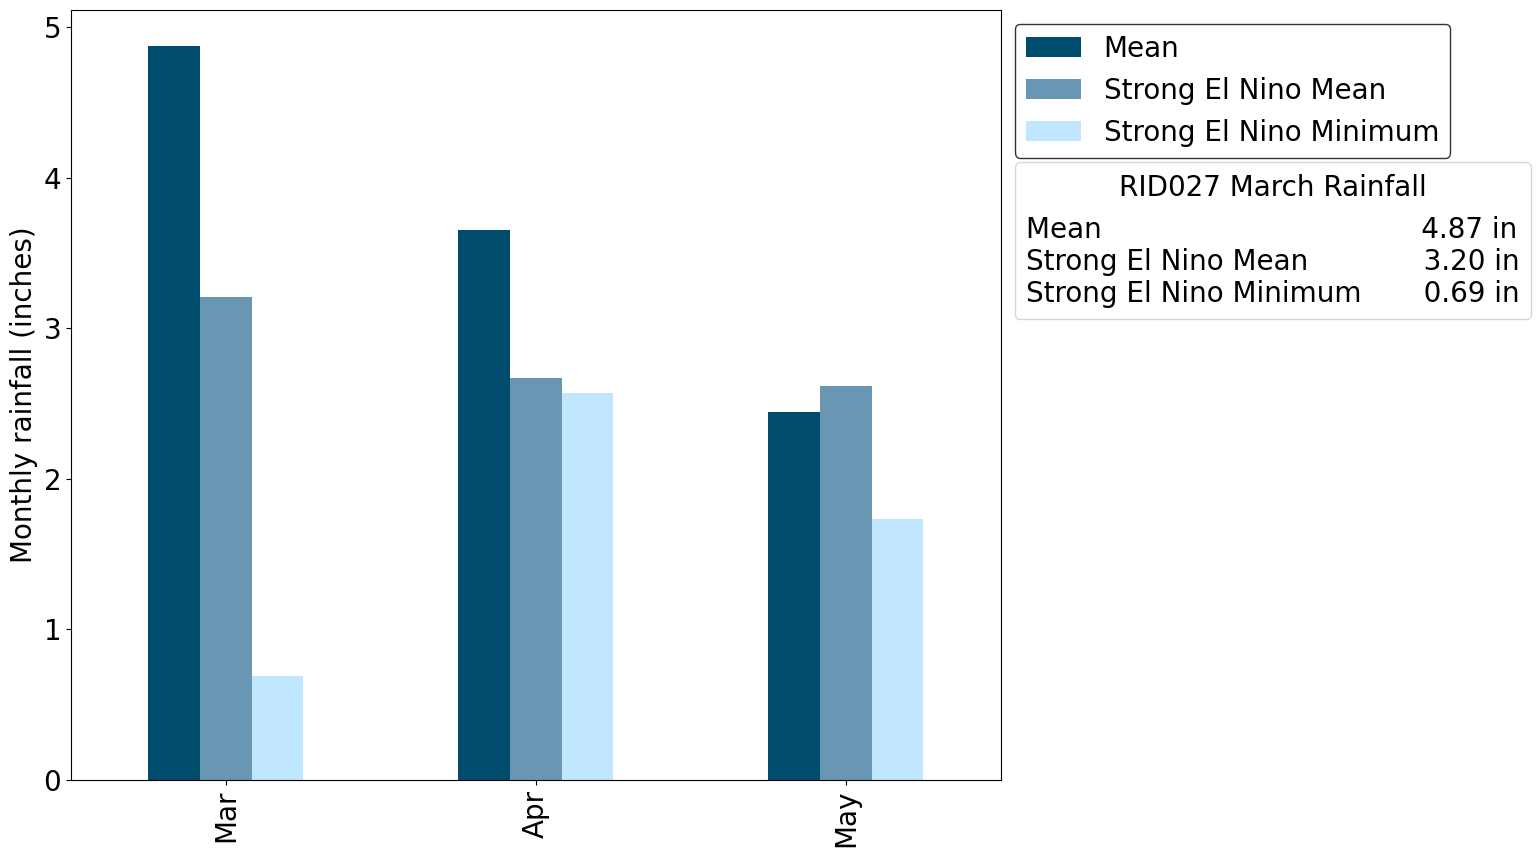 5
4
3
2
1
0
Monthly rainfall (inches)
Mar
Apr
May
Mean
Strong El Nino Mean
Strong El Nino Minimum
RID027 March Rainfall
Mean 4.87 in
Strong El Nino Mean 3.20 in
Strong El Nino Minimum 0.69 in